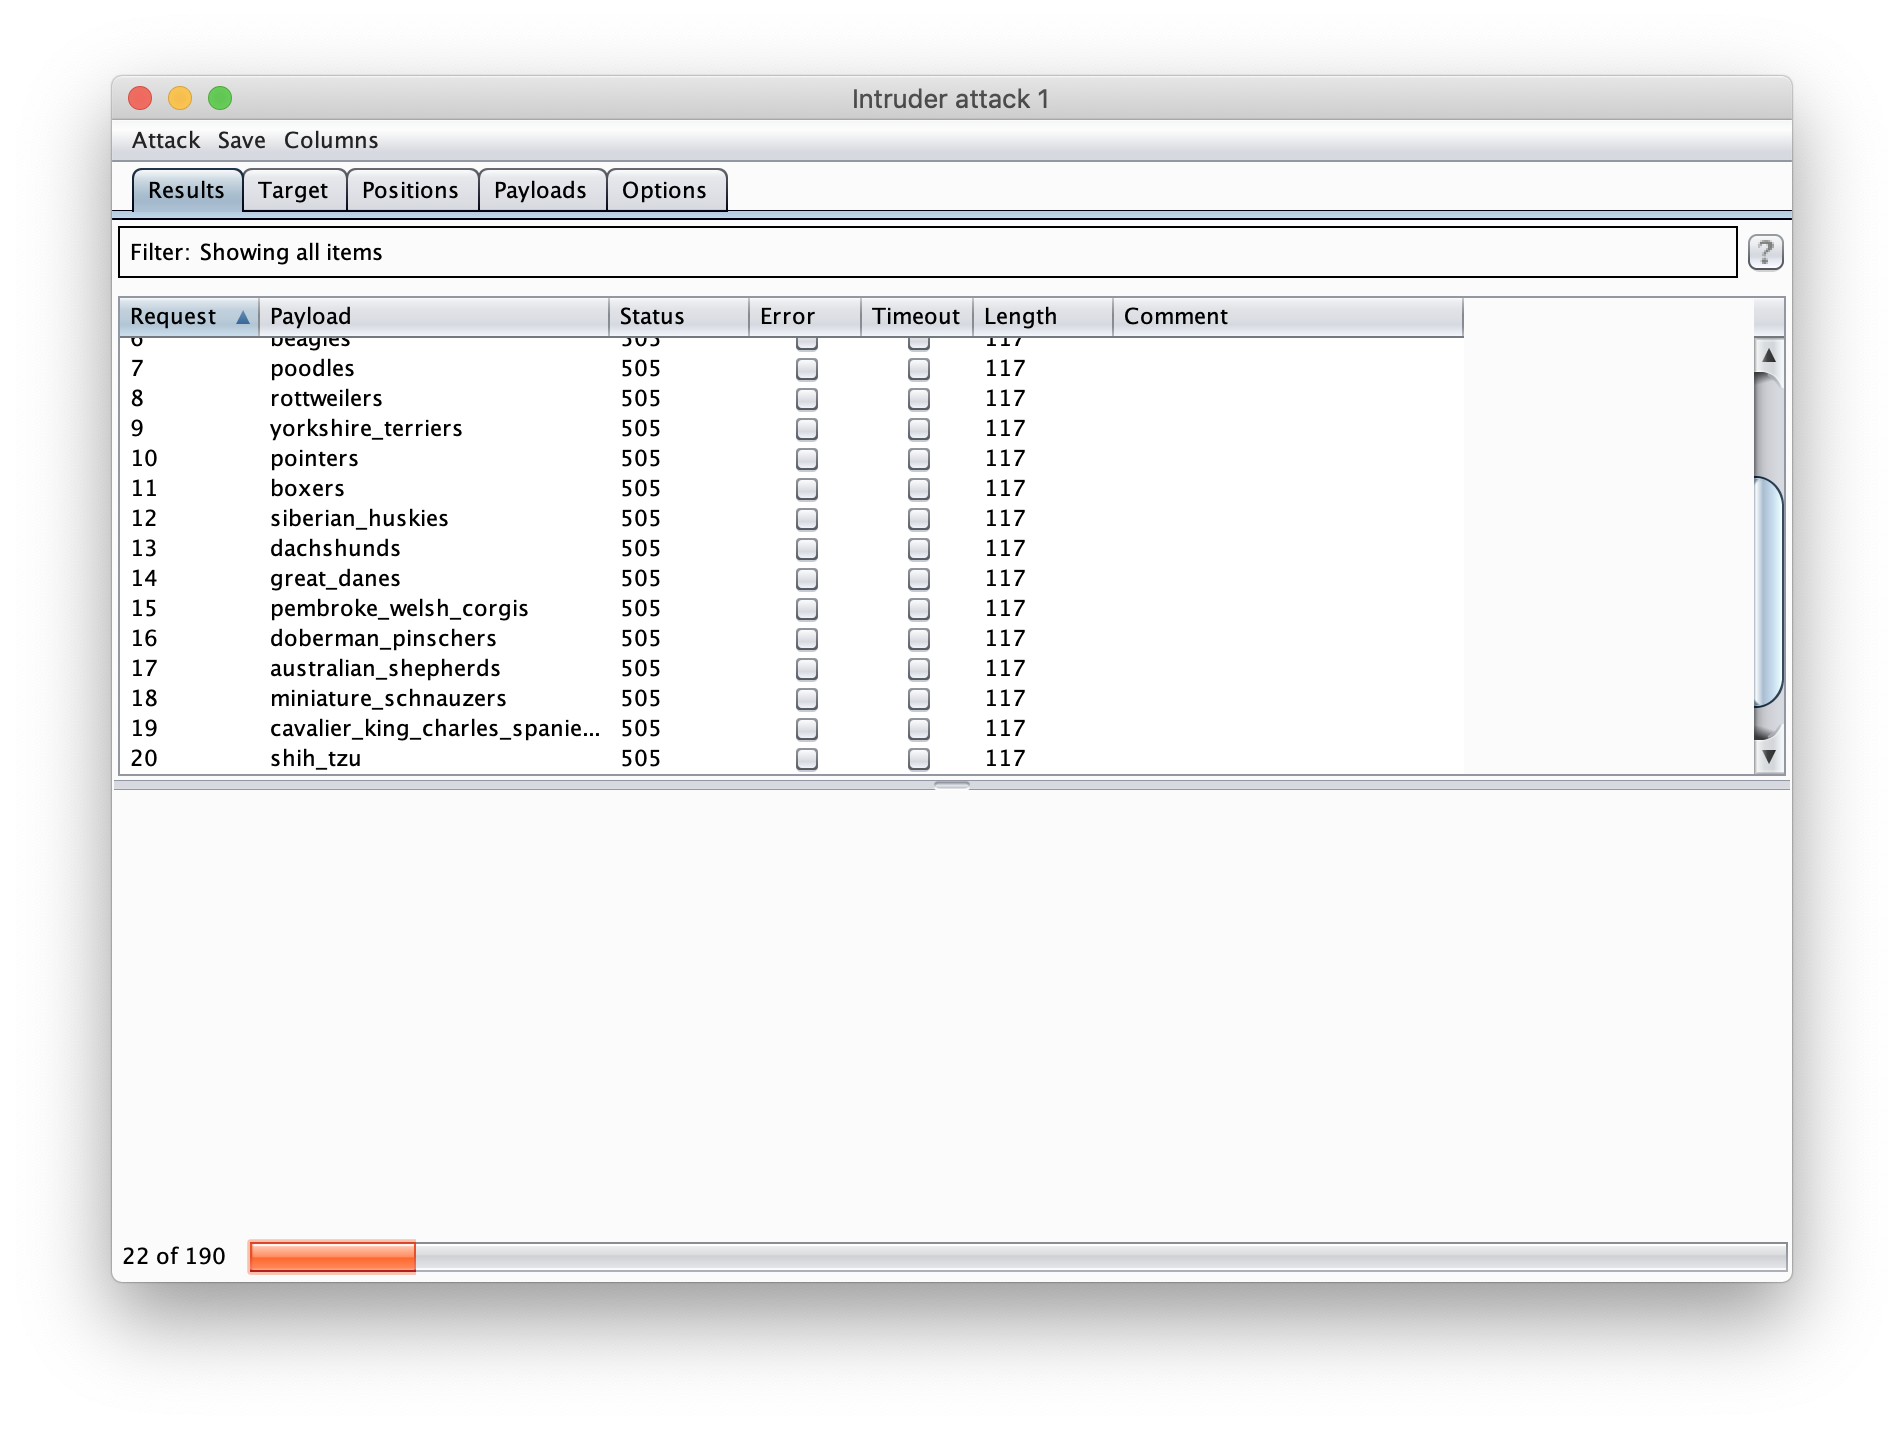 Intruder attack 1
Attack Save Columns
Results Target Positions Payloads Options
Filter: Showing all items
?
Request Payload Status Error Timeout Length Comment
6 beagles 505 117
7 poodles 505 117
8 rottweilers 505 117
9 yorkshire_terriers 505 117
10 pointers 505 117
11 boxers 505 117
12 siberian_huskies 505 117
13 dachshunds 505 117
14 great_danes 505 117
15 pembroke_welsh_corgis 505 117
16 doberman_pinschers 505 117
17 australian_shepherds 505 117
18 miniature_schnauzers 505 117
19 cavalier_king_charles_spanie... 505 117
20 shih_tzu 505 117
22 of 190